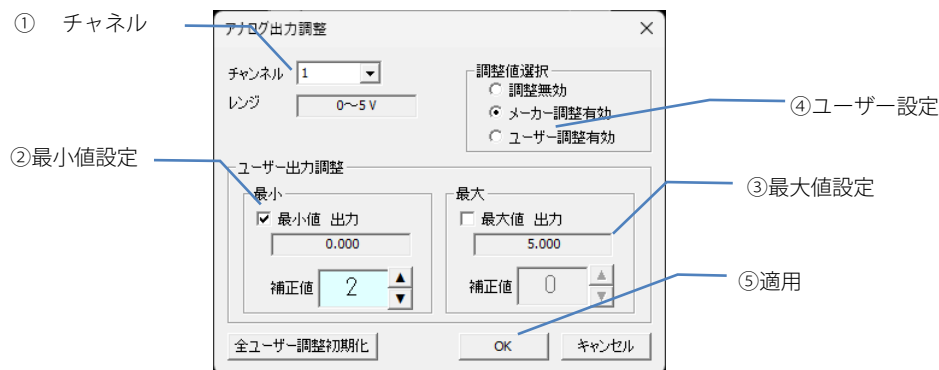 ① チャネル
アナログ出力調整
チャンネル 1
レンジ 0～5 V
調整値選択
調整無効
メーカー調整有効
ユーザー調整有効
④ユーザー設定
②最小値設定
ユーザー出力調整
最小
最小値 出力
0.000
補正値 2
最大
最大値 出力
5.000
補正値 0
③最大値設定
⑤適用
全ユーザー調整初期化
OK
キャンセル